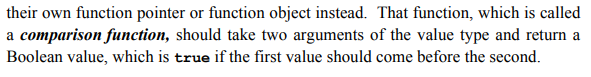 their own function pointer or function object instead. That function, which is called
a comparison function, should take two arguments of the value type and return a
Boolean value, which is true if the first value should come before the second.